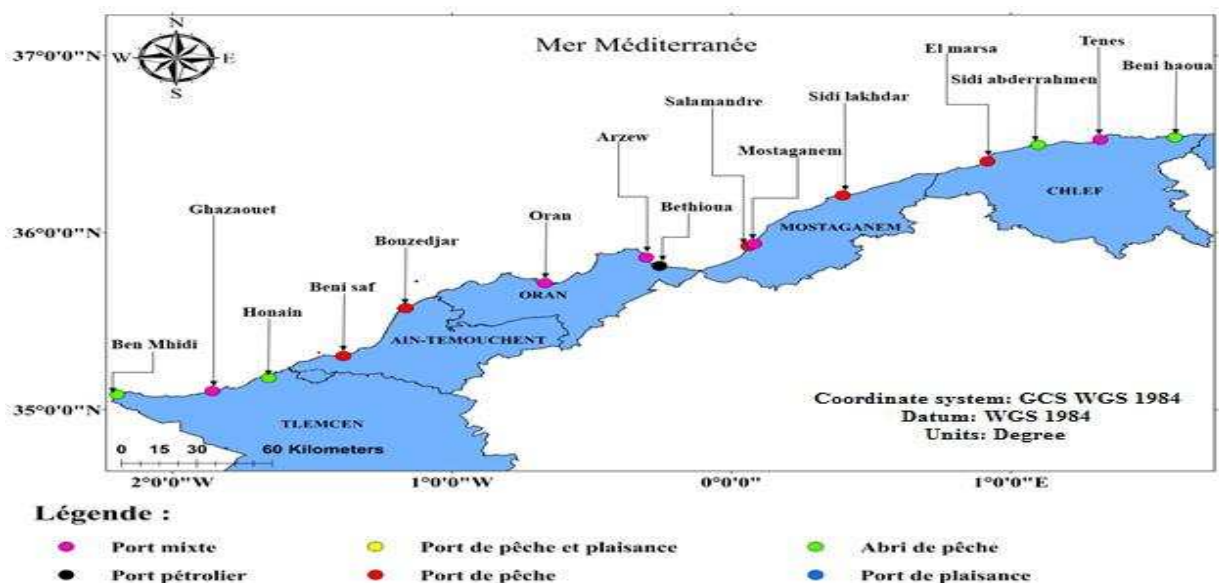 N
W E
S
Mer Méditerranée
37°0'0"N
36°0'0"N
35°0'0"N
Ben Mhidi
Ghazaouet
Honain
Beni saf
Bouzedjar
Oran
Arzew
Bethioua
Salamandre
Mostaganem
Sidi lakhdar
El marsa
Sidi abderrahmen
Tenes
Beni haoua
CHLEF
MOSTAGANEM
ORAN
AIN-TEMOUCHENT
TLEMCEN
Coordinate system: GCS WGS 1984
Datum: WGS 1984
Units: Degree
0 15 30 60 Kilometers
2°0'0"W 1°0'0"W 0°0'0" 1°0'0"E
Légende :
Port mixte Port de pêche et plaisance Abri de pêche
Port pétrolier Port de pêche Port de plaisance